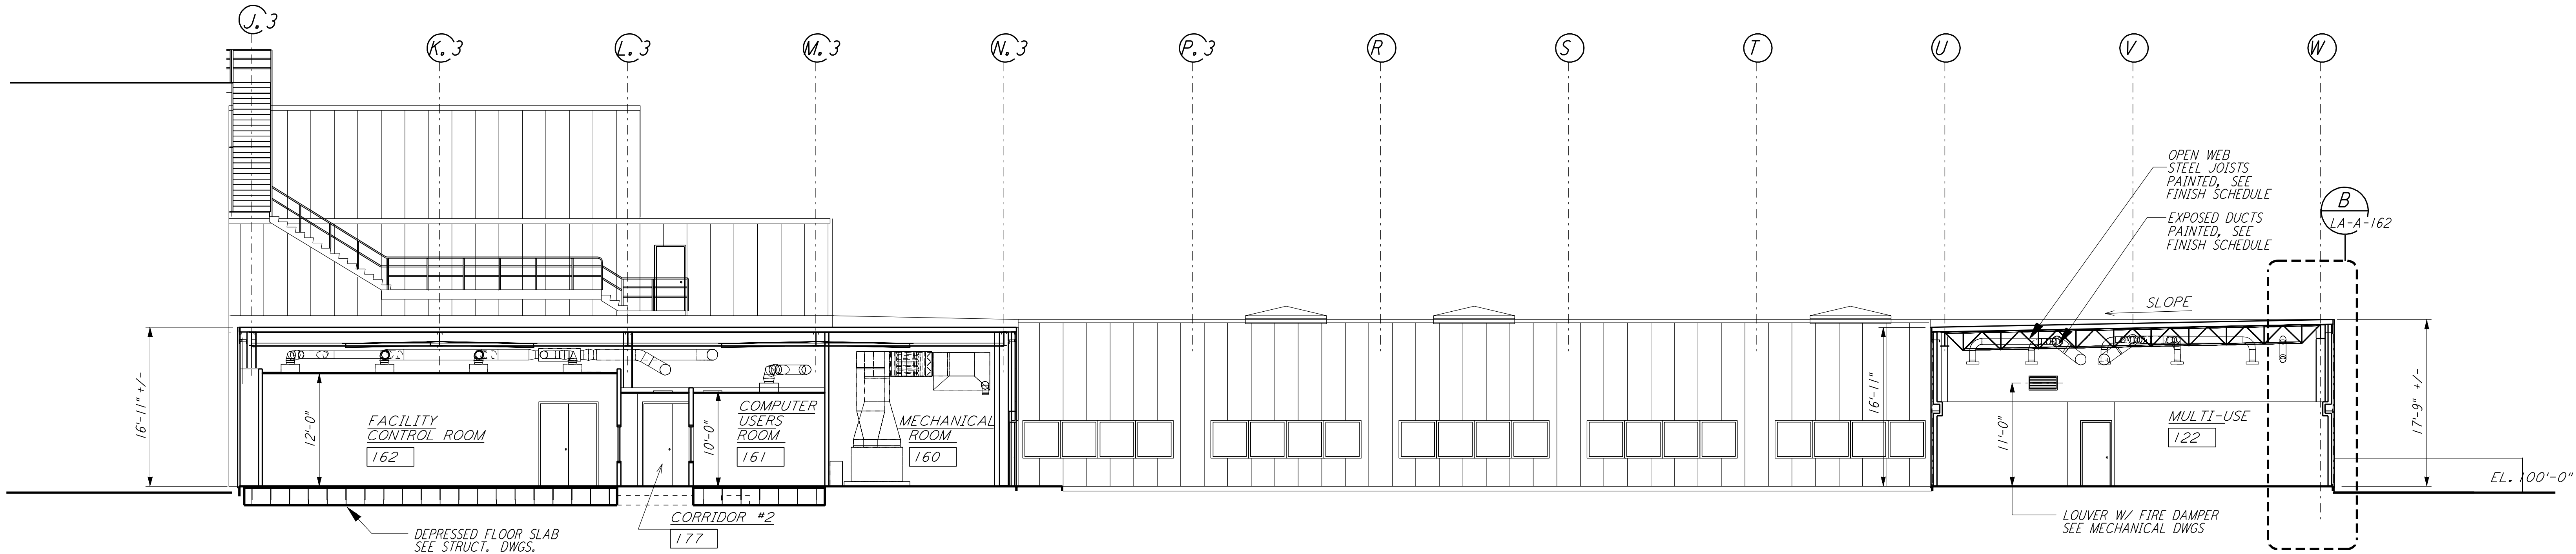 J.3
K.3
L.3
M.3
N.3
P.3
R
S
T
U
V
W
OPEN WEB
STEEL JOISTS
PAINTED, SEE
FINISH SCHEDULE
EXPOSED DUCTS
PAINTED, SEE
FINISH SCHEDULE
B
LA-A-162
SLOPE
16'-11" +/-
12'-0"
FACILITY
CONTROL ROOM
162
10'-0"
COMPUTER
USERS
ROOM
161
MECHANICAL
ROOM
160
16'-11"
11'-0"
MULTI-USE
122
17'-9" +/-
EL. 100'-0"
DEPRESSED FLOOR SLAB
SEE STRUCT. DWGS.
CORRIDOR #2
177
LOUVER W/ FIRE DAMPER
SEE MECHANICAL DWGS